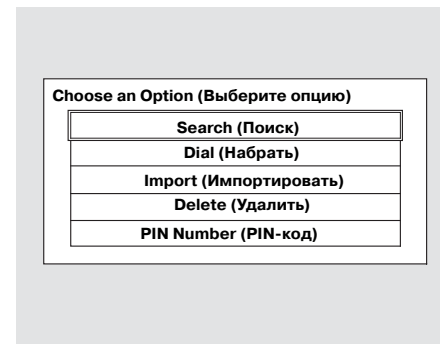 Choose an Option (Выберите опцию)
Search (Поиск)
Dial (Набрать)
Import (Импортировать)
Delete (Удалить)
PIN Number (PIN-код)